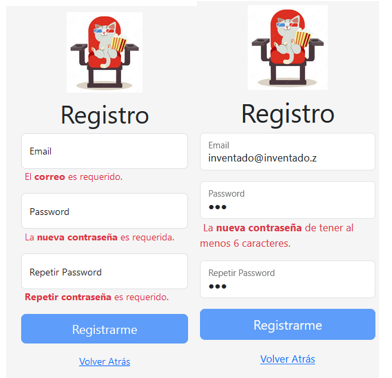 Registro
Email
El correo es requerido.
Password
La nueva contraseña es requerida.
Repetir Password
Repetir contraseña es requerido.
Registrarme
Volver Atrás
Registro
Email
inventado@inventado.z
Password
●●●
La nueva contraseña de tener al
menos 6 caracteres.
Repetir Password
●●●
Registrarme
Volver Atrás